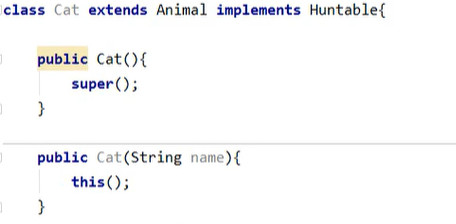 class Cat extends Animal implements Huntable{
public Cat(){
super();
}
public Cat(String name){
this();
}